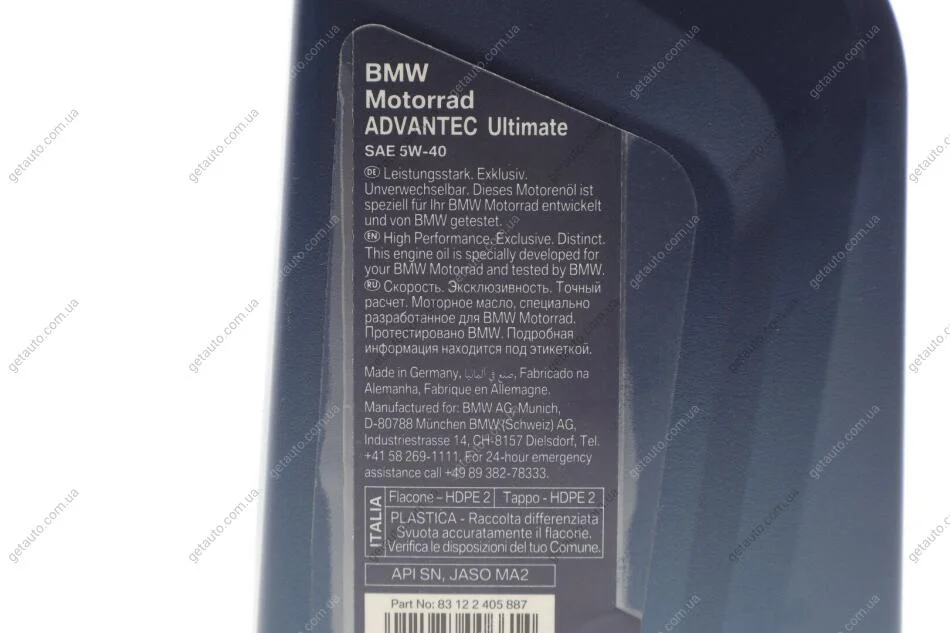 BMW
Motorrad
ADVANTEC Ultimate
SAE 5W-40
DE Leistungsstark. Exklusiv.
Unverwechselbar. Dieses Motorenöl ist
speziell für Ihr BMW Motorrad entwickelt
und von BMW getestet.
EN High Performance. Exclusive. Distinct.
This engine oil is specially developed for
your BMW Motorrad and tested by BMW.
RU Скорость. Эксклюзивность. Точный
расчет. Моторное масло, специально
разработанное для BMW Motorrad.
Протестировано BMW. Подробная
информация находится под этикеткой.
Made in Germany, صنع في ألمانيا, Fabricado na
Alemanha, Fabrique en Allemagne.
Manufactured for: BMW AG, Munich,
D-80788 München BMW (Schweiz) AG,
Industriestrasse 14, CH-8157 Dielsdorf, Tel.
+41 58 269-1111, For 24-hour emergency
assistance call +49 89 382-78333.
ITALIA
Flacone - HDPE 2 Tappo - HDPE 2
PLASTICA - Raccolta differenziata
Svuota accuratamente il flacone.
Verifica le disposizioni del tuo Comune.
API SN, JASO MA2
Part No: 83 12 2 405 887
getauto.com.ua